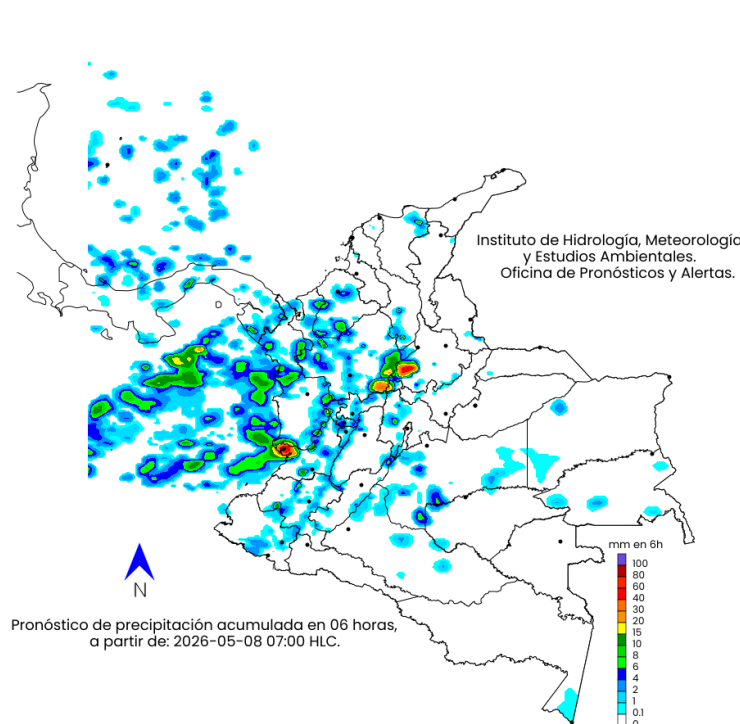 D
Instituto de Hidrología, Meteorología
y Estudios Ambientales.
Oficina de Pronósticos y Alertas.
mm en 6h
100
80
60
40
30
20
15
10
8
6
4
2
1
0.1
0
N
Pronóstico de precipitación acumulada en 06 horas,
a partir de: 2026-05-08 07:00 HLC.